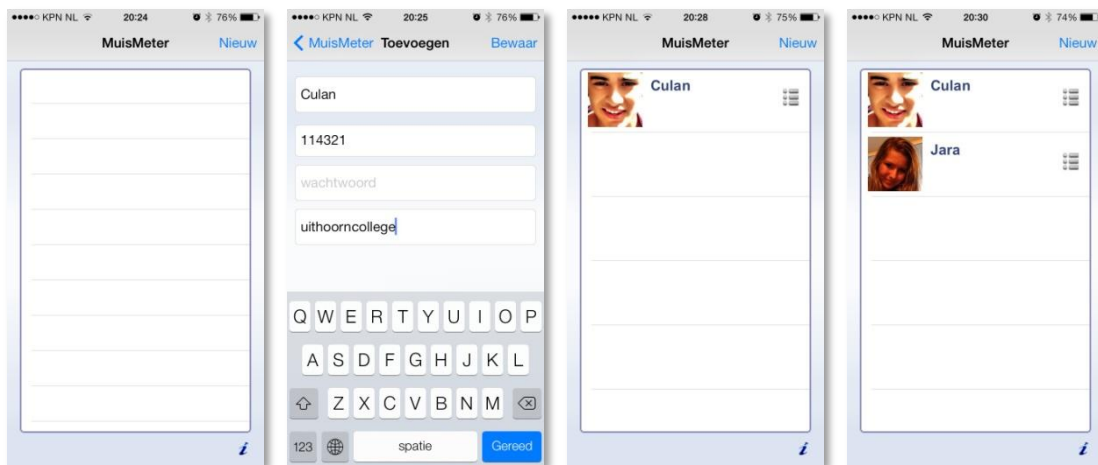 KPN NL 20:24 76%
MuisMeter Nieuw
i
KPN NL 20:25 76%
MuisMeter Toevoegen Bewaar
Culan
114321
wachtwoord
uithoorncollege
Q W E R T Y U I O P
A S D F G H J K L
Z X C V B N M
123 spatie Gereed
KPN NL 20:28 75%
MuisMeter Nieuw
Culan
i
KPN NL 20:30 74%
MuisMeter Nieuw
Culan
Jara
i